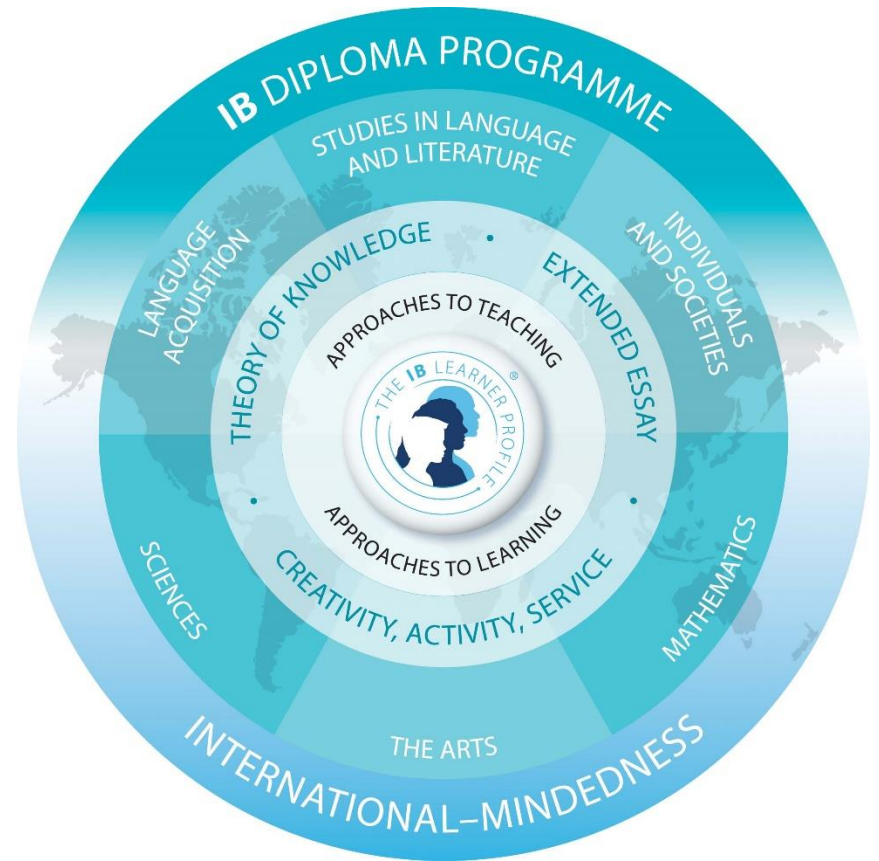 IB DIPLOMA PROGRAMME
STUDIES IN LANGUAGE
AND LITERATURE
LANGUAGE
ACQUISITION
INDIVIDUALS
AND SOCIETIES
THEORY OF KNOWLEDGE •
EXTENDED ESSAY •
APPROACHES TO TEACHING
• THE IB LEARNER PROFILE • ®
APPROACHES TO LEARNING
• CREATIVITY, ACTIVITY, SERVICE
SCIENCES
MATHEMATICS
THE ARTS
INTERNATIONAL–MINDEDNESS